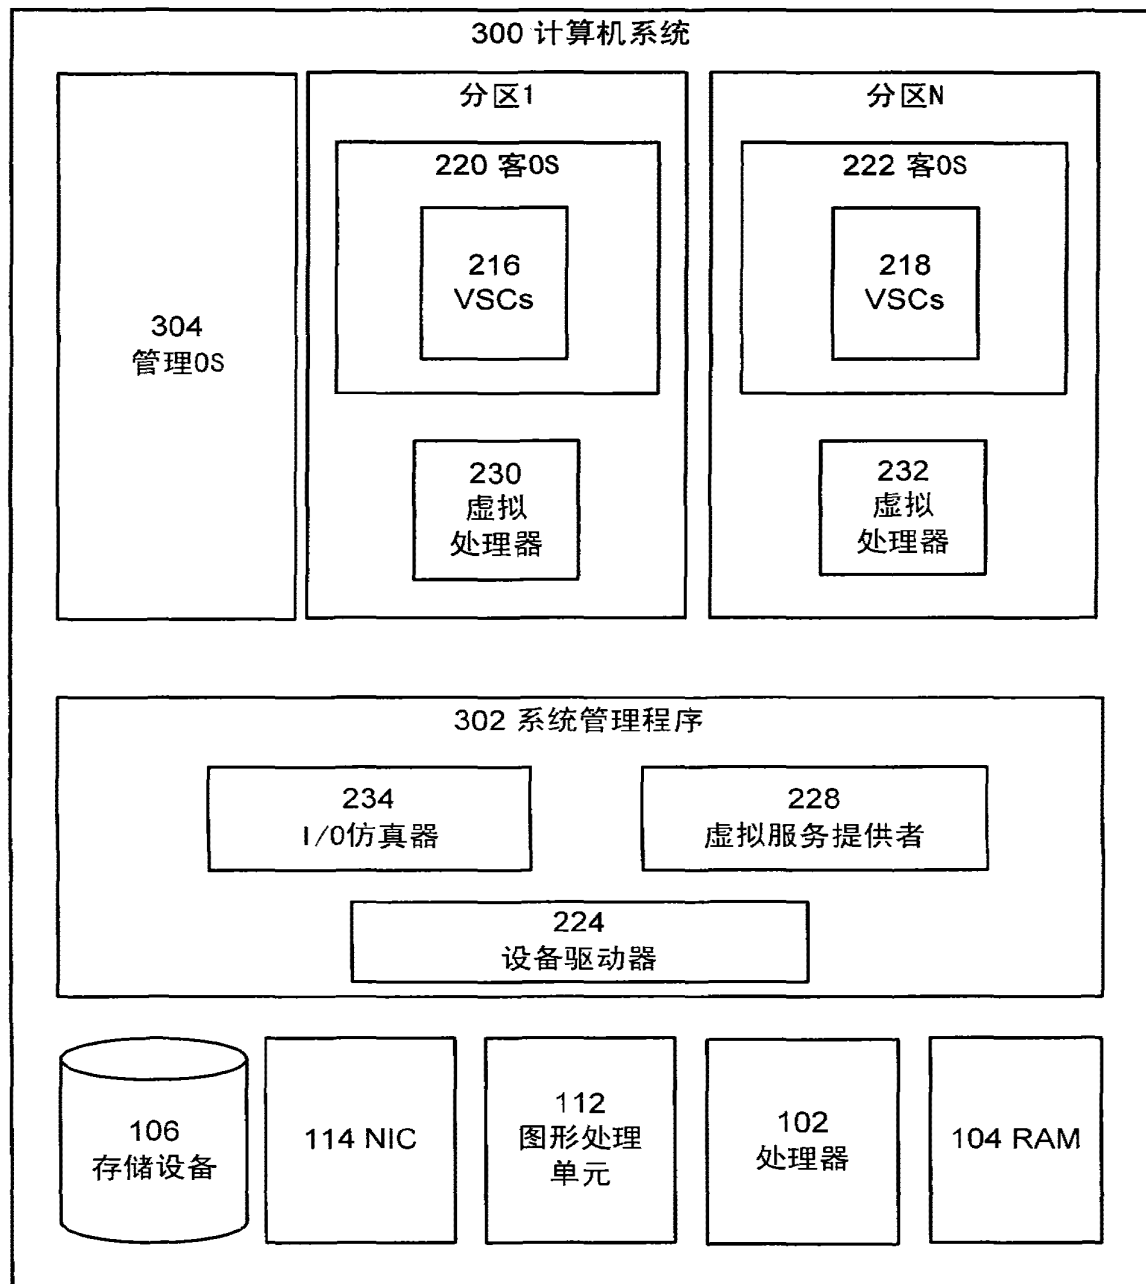 300 计算机系统
分区1
分区N
220 客OS
222 客OS
216
VSCs
218
VSCs
304
管理OS
230
虚拟
处理器
232
虚拟
处理器
302 系统管理程序
234
I/O仿真器
228
虚拟服务提供者
224
设备驱动器
106
存储设备
114 NIC
112
图形处理
单元
102
处理器
104 RAM